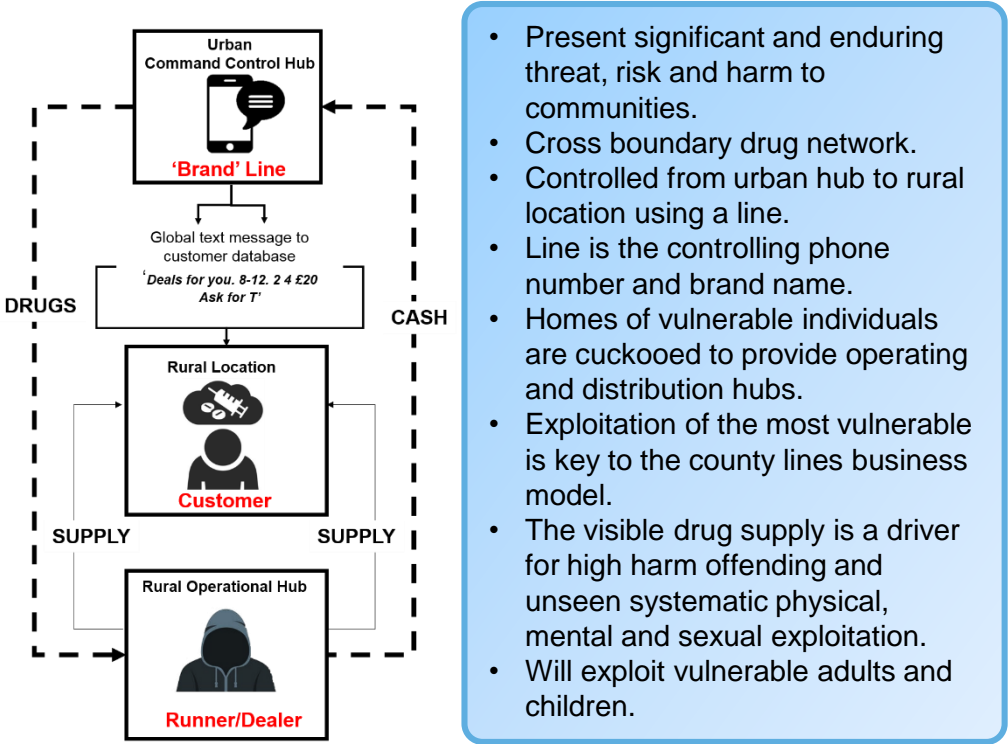 Urban
Command Control Hub
‘Brand’ Line
Global text message to
customer database
‘Deals for you. 8-12. 2 4 £20
Ask for T’
DRUGS
CASH
Rural Location
Customer
SUPPLY
SUPPLY
Rural Operational Hub
Runner/Dealer
• Present significant and enduring
threat, risk and harm to
communities.
• Cross boundary drug network.
• Controlled from urban hub to rural
location using a line.
• Line is the controlling phone
number and brand name.
• Homes of vulnerable individuals
are cuckooed to provide operating
and distribution hubs.
• Exploitation of the most vulnerable
is key to the county lines business
model.
• The visible drug supply is a driver
for high harm offending and
unseen systematic physical,
mental and sexual exploitation.
• Will exploit vulnerable adults and
children.